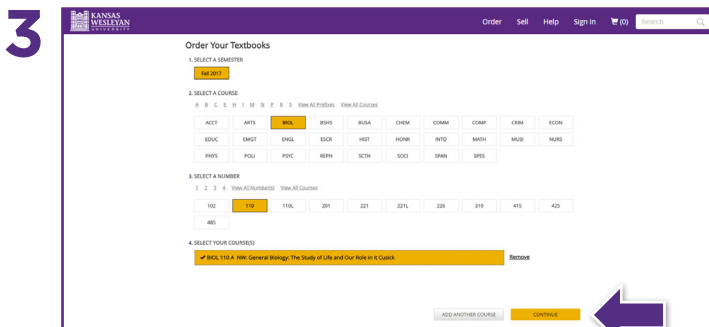 3
KANSAS WESLEYAN UNIVERSITY
Order Sell Help Sign In (0) Search
Order Your Textbooks
1. SELECT A SEMESTER
Fall 2017
2. SELECT A COURSE
A B C E H I M N P R S View All Prefixes View All Courses
ACCT ARTS BIOL BSHS BUSA CHEM COMM COMP CRIM ECON
EDUC EMGT ENGL ESCR HIST HONR INTD MATH MUSI NURS
PHYS POLI PSYC REPH SCTH SOCI SPAN SPES
3. SELECT A NUMBER
1 2 3 4 View All Number(s) View All Courses
102 110 110L 201 221 221L 226 310 415 425
485
4. SELECT YOUR COURSE(S)
✔ BIOL 110 A NW: General Biology: The Study of Life and Our Role in it Cusick Remove
ADD ANOTHER COURSE CONTINUE